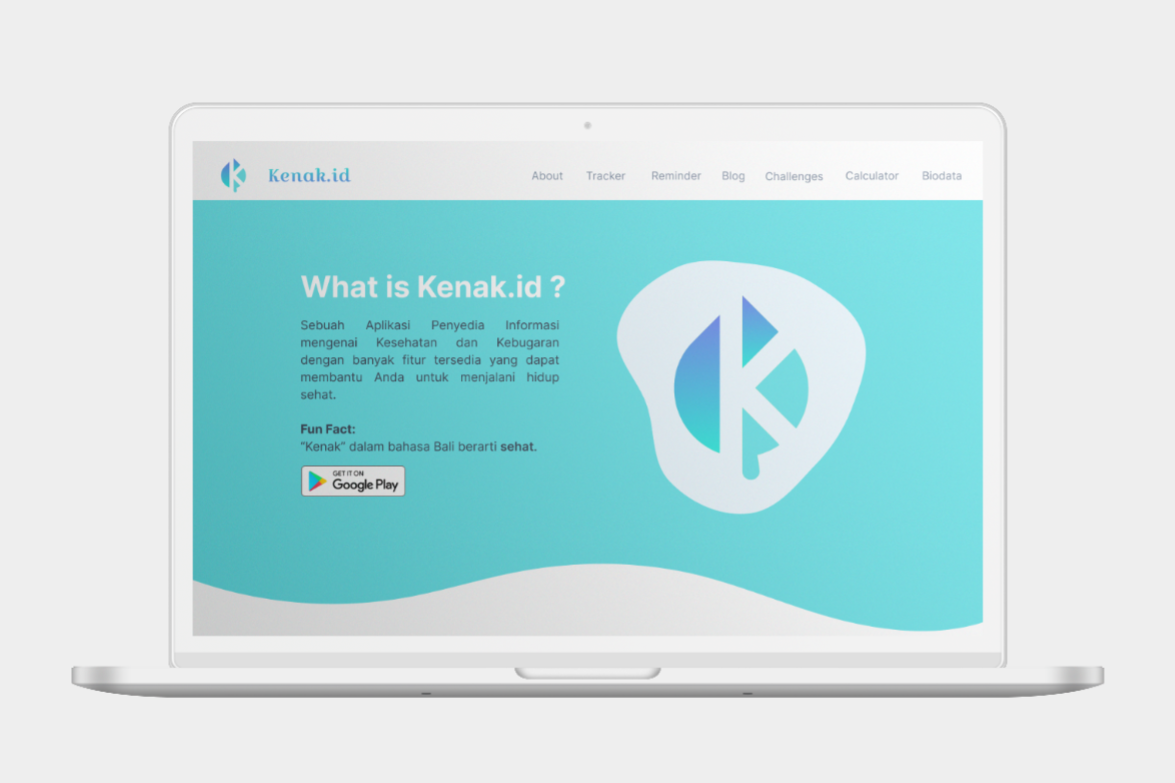 Kenak.id
About Tracker Reminder Blog Challenges Calculator Biodata
What is Kenak.id ?
Sebuah Aplikasi Penyedia Informasi
mengenai Kesehatan dan Kebugaran
dengan banyak fitur tersedia yang dapat
membantu Anda untuk menjalani hidup
sehat.
Fun Fact:
"Kenak" dalam bahasa Bali berarti sehat.
GET IT ON
Google Play